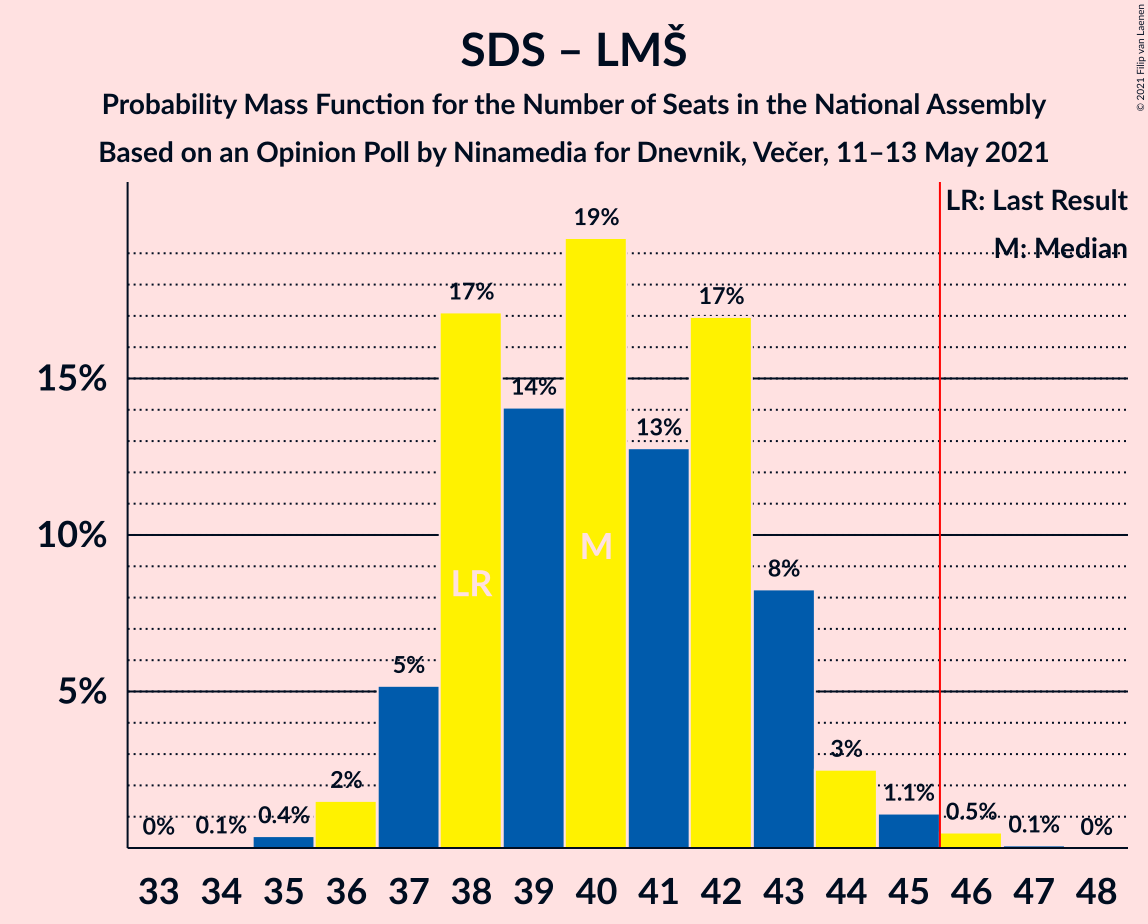 SDS – LMŠ
Probability Mass Function for the Number of Seats in the National Assembly
Based on an Opinion Poll by Ninamedia for Dnevnik, Večer, 11–13 May 2021
© 2021 Filip van Laenen
LR: Last Result
M: Median
15%
10%
5%
0%
0.1%
0.4%
2%
5%
17%
14%
19%
13%
17%
8%
3%
1.1%
0.5%
0.1%
0%
LR
M
33 34 35 36 37 38 39 40 41 42 43 44 45 46 47 48